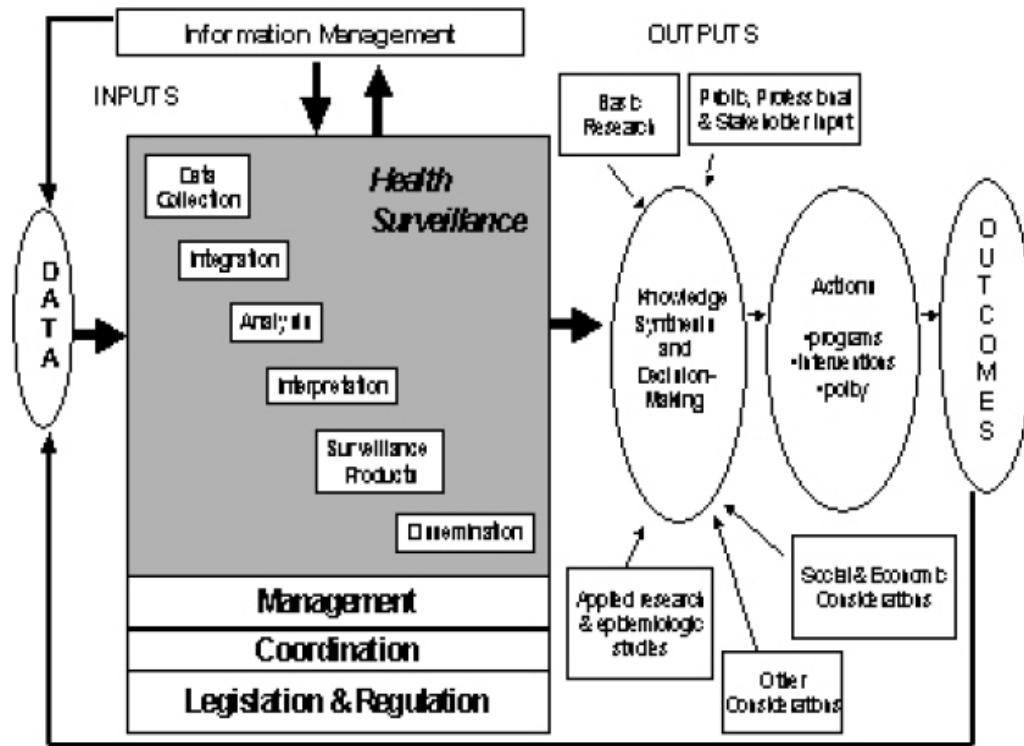 Information Management
OUTPUTS
INPUTS
Basic
Research
Public, Professional
& Stakeholder Input
Data
Collection
Health
Surveillance
Integration
Analysis
Interpretation
Surveillance
Products
Dissemination
Management
Coordination
Legislation & Regulation
DATA
Knowledge
Synthesis
and
Decision-
Making
Actions
•programs
•interventions
•policy
OUTCOMES
Applied research
& epidemiologic
studies
Social & Economic
Considerations
Other
Considerations